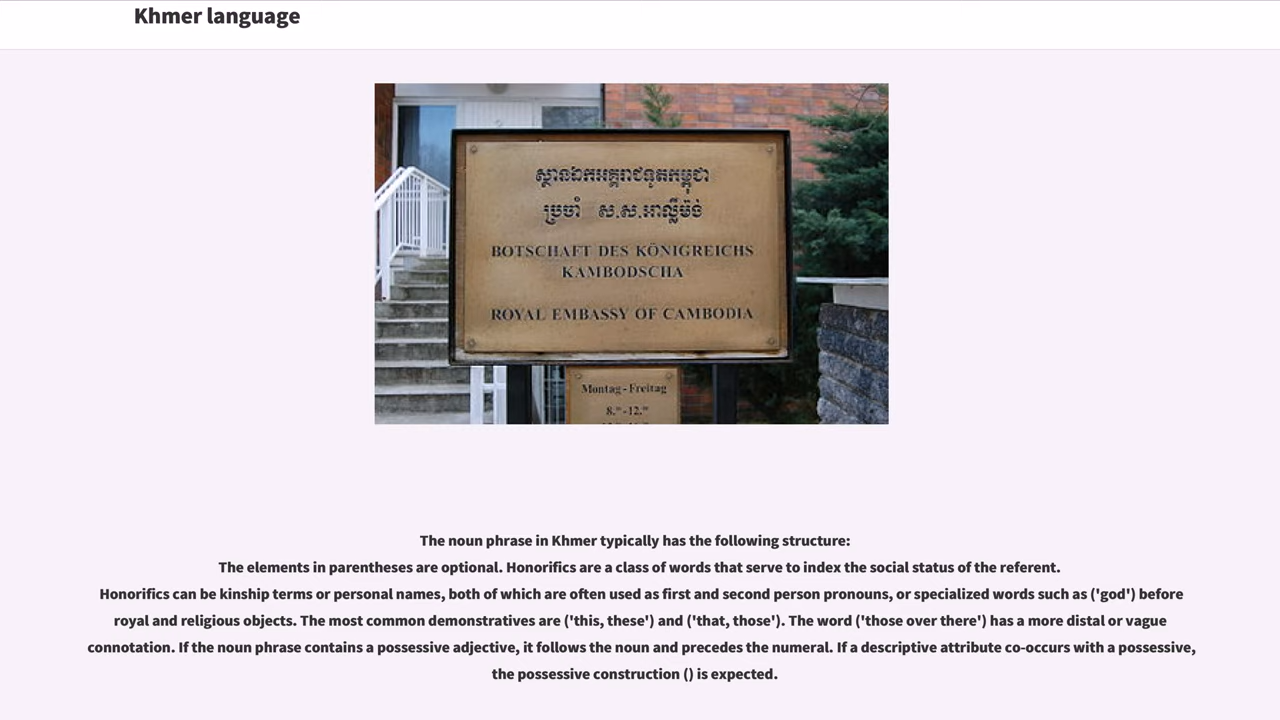 Khmer language
ស្ថានឯកអគ្គរាជទូតកម្ពុជា
ប្រចាំ ស.ស.អាល្លឺម៉ង់
BOTSCHAFT DES KÖNIGREICHS
KAMBODSCHA
ROYAL EMBASSY OF CAMBODIA
Montag - Freitag
8.°° -12.°°
The noun phrase in Khmer typically has the following structure:
The elements in parentheses are optional. Honorifics are a class of words that serve to index the social status of the referent.
Honorifics can be kinship terms or personal names, both of which are often used as first and second person pronouns, or specialized words such as ('god') before
royal and religious objects. The most common demonstratives are ('this, these') and ('that, those'). The word ('those over there') has a more distal or vague
connotation. If the noun phrase contains a possessive adjective, it follows the noun and precedes the numeral. If a descriptive attribute co-occurs with a possessive,
the possessive construction () is expected.